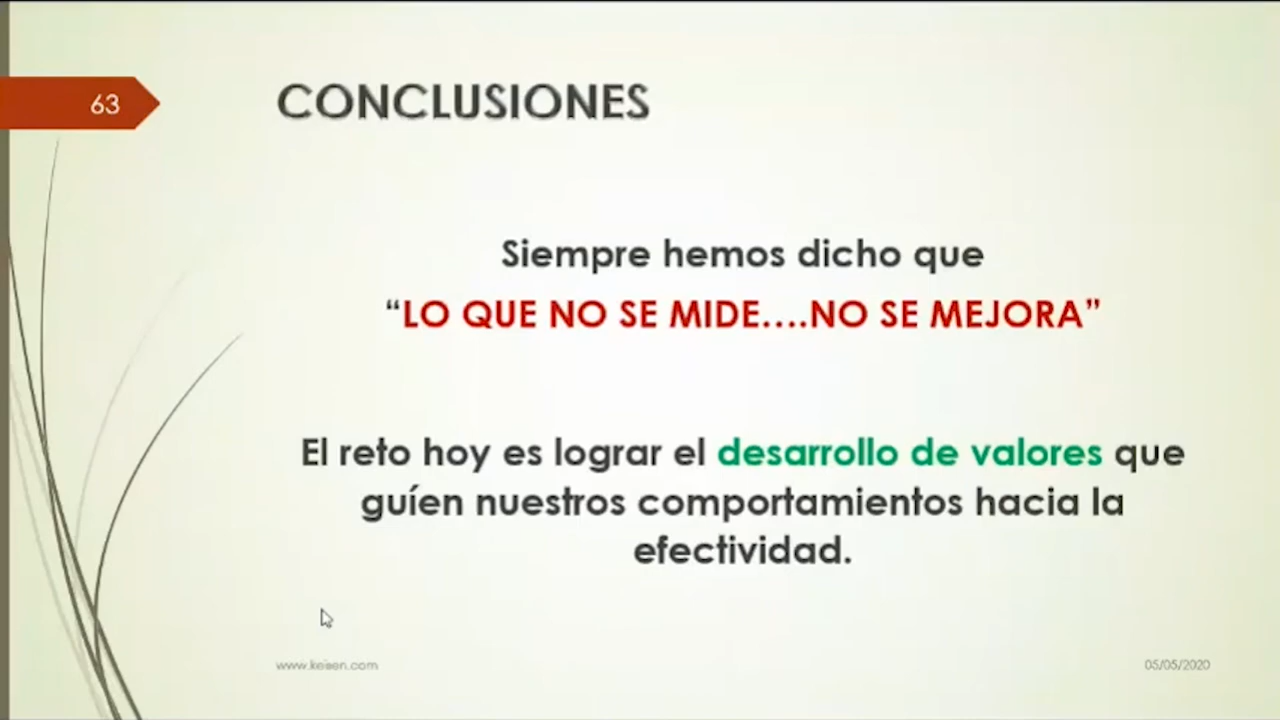 63
CONCLUSIONES
Siempre hemos dicho que
“LO QUE NO SE MIDE....NO SE MEJORA”
El reto hoy es lograr el desarrollo de valores que
guíen nuestros comportamientos hacia la
efectividad.
www.keisen.com
05/05/2020